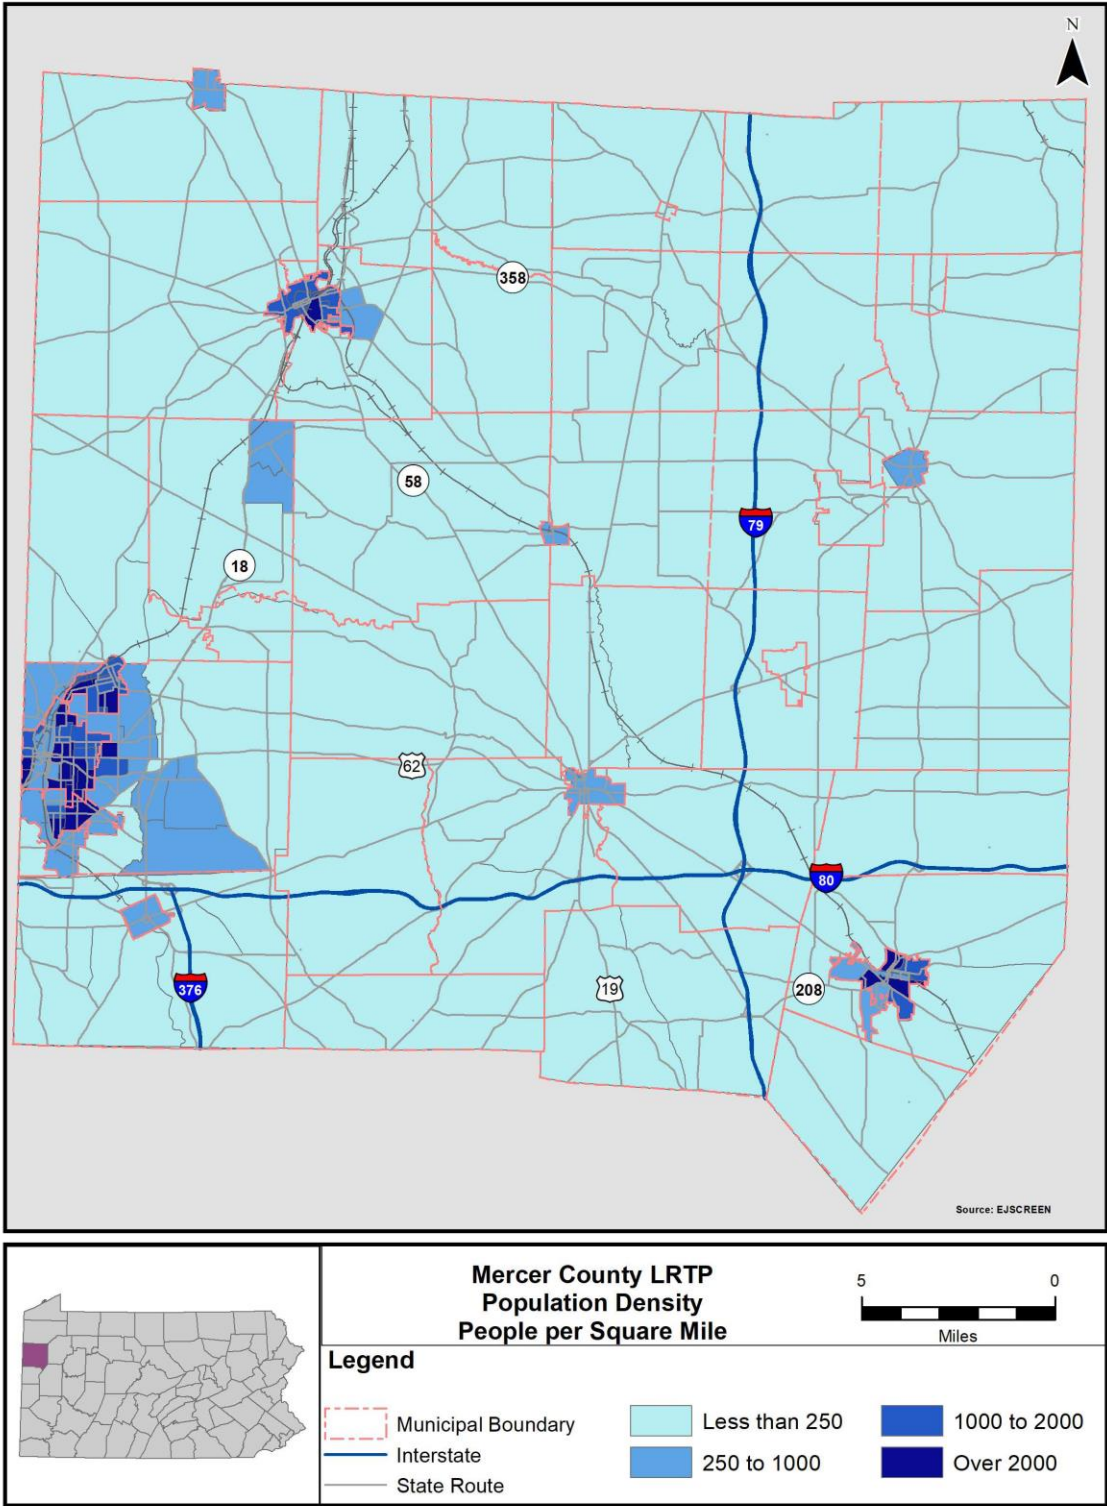 N
358
58
79
18
62
80
376
19
208
Source: EJSCREEN
Mercer County LRTP
Population Density
People per Square Mile
5 0
Miles
Legend
Municipal Boundary
Interstate
State Route
Less than 250
250 to 1000
1000 to 2000
Over 2000